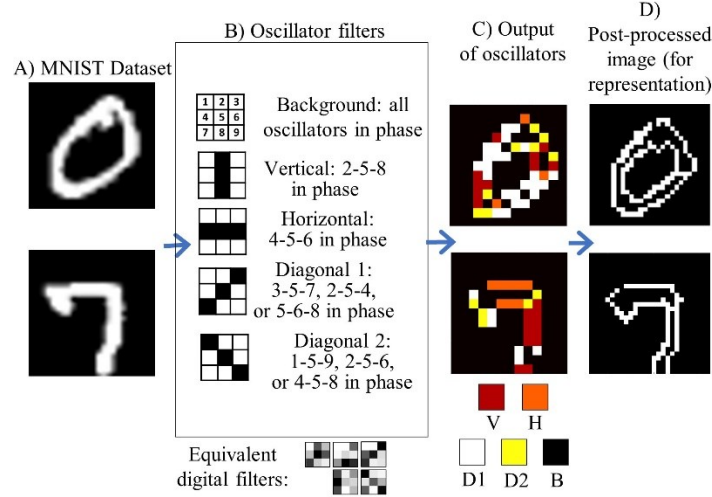 A) MNIST Dataset
B) Oscillator filters
1 2 3
4 5 6
7 8 9
Background: all
oscillators in phase
Vertical: 2-5-8
in phase
Horizontal:
4-5-6 in phase
Diagonal 1:
3-5-7, 2-5-4,
or 5-6-8 in phase
Diagonal 2:
1-5-9, 2-5-6,
or 4-5-8 in phase
Equivalent
digital filters:
C) Output
of oscillators
V H
D1 D2 B
D)
Post-processed
image (for
representation)